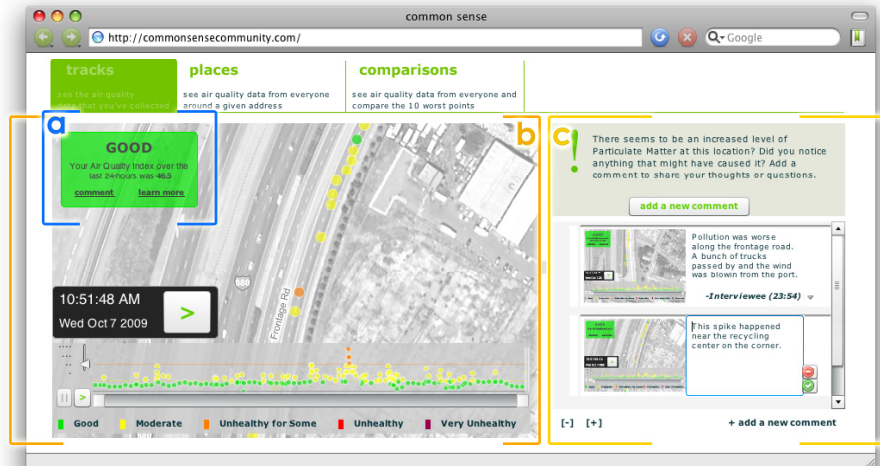 common sense
http://commonsensecommunity.com/
Google
tracks
see the air quality
data that you've collected
places
see air quality data from everyone
around a given address
comparisons
see air quality data from everyone and
compare the 10 worst points
a
GOOD
Your Air Quality Index over the
last 24-hours was 46.5
comment
learn more
b
680
Frontage Rd
10:51:48 AM
Wed Oct 7 2009
>
>
Good
Moderate
Unhealthy for Some
Unhealthy
Very Unhealthy
c
!
There seems to be an increased level of
Particulate Matter at this location? Did you notice
anything that might have caused it? Add a
comment to share your thoughts or questions.
add a new comment
Pollution was worse
along the frontage road.
A bunch of trucks
passed by and the wind
was blown from the port.
-Interviewee (23:54)
This spike happened
near the recycling
center on the corner.
[-] [+]
+ add a new comment